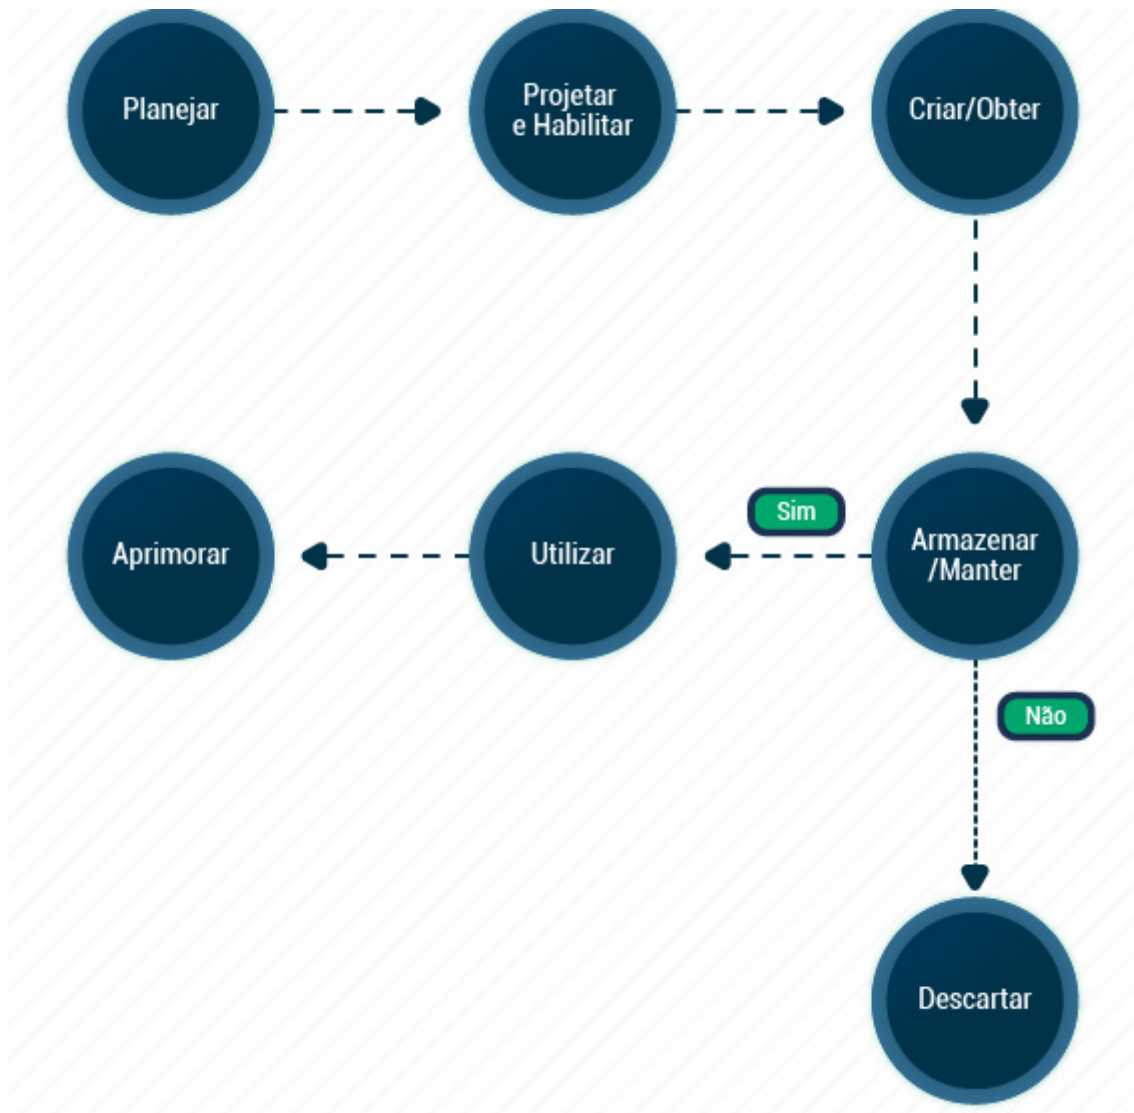 Planejar
Projetar
e Habilitar
Criar/Obter
Aprimorar
Utilizar
Sim
Armazenar
/Manter
Não
Descartar